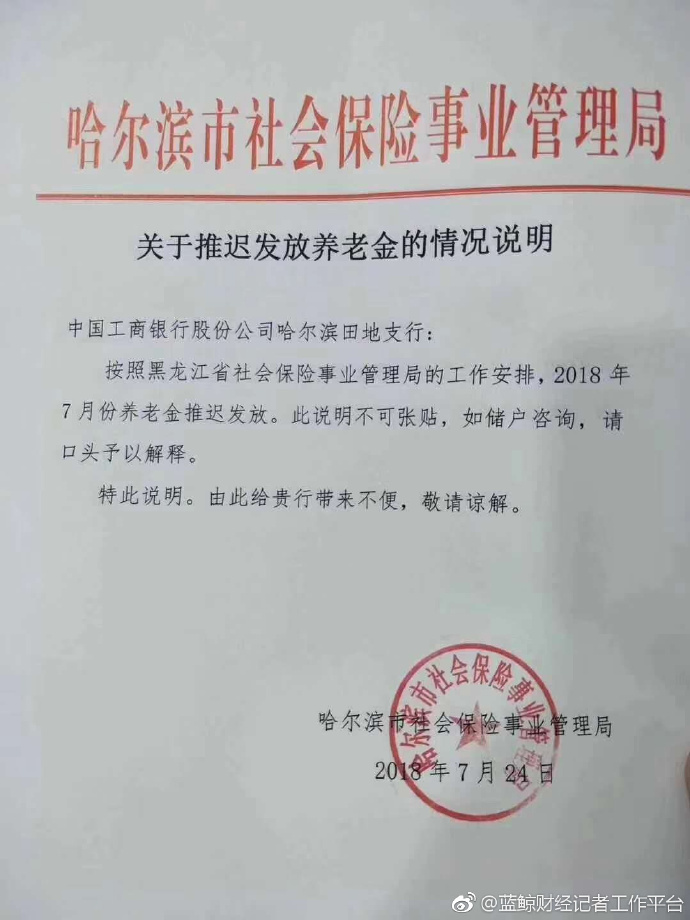 哈尔滨市社会保险事业管理局
关于推迟发放养老金的情况说明
中国工商银行股份公司哈尔滨田地支行:
按照黑龙江省社会保险事业管理局的工作安排,2018 年
7 月份养老金推迟发放。此说明不可张贴,如储户咨询,请
口头予以解释。
特此说明。由此给贵行带来不便,敬请谅解。
哈尔滨市社会保险事业管理局
哈尔滨市社会保险事业管理局
2018 年 7 月 24 日
@蓝鲸财经记者工作平台